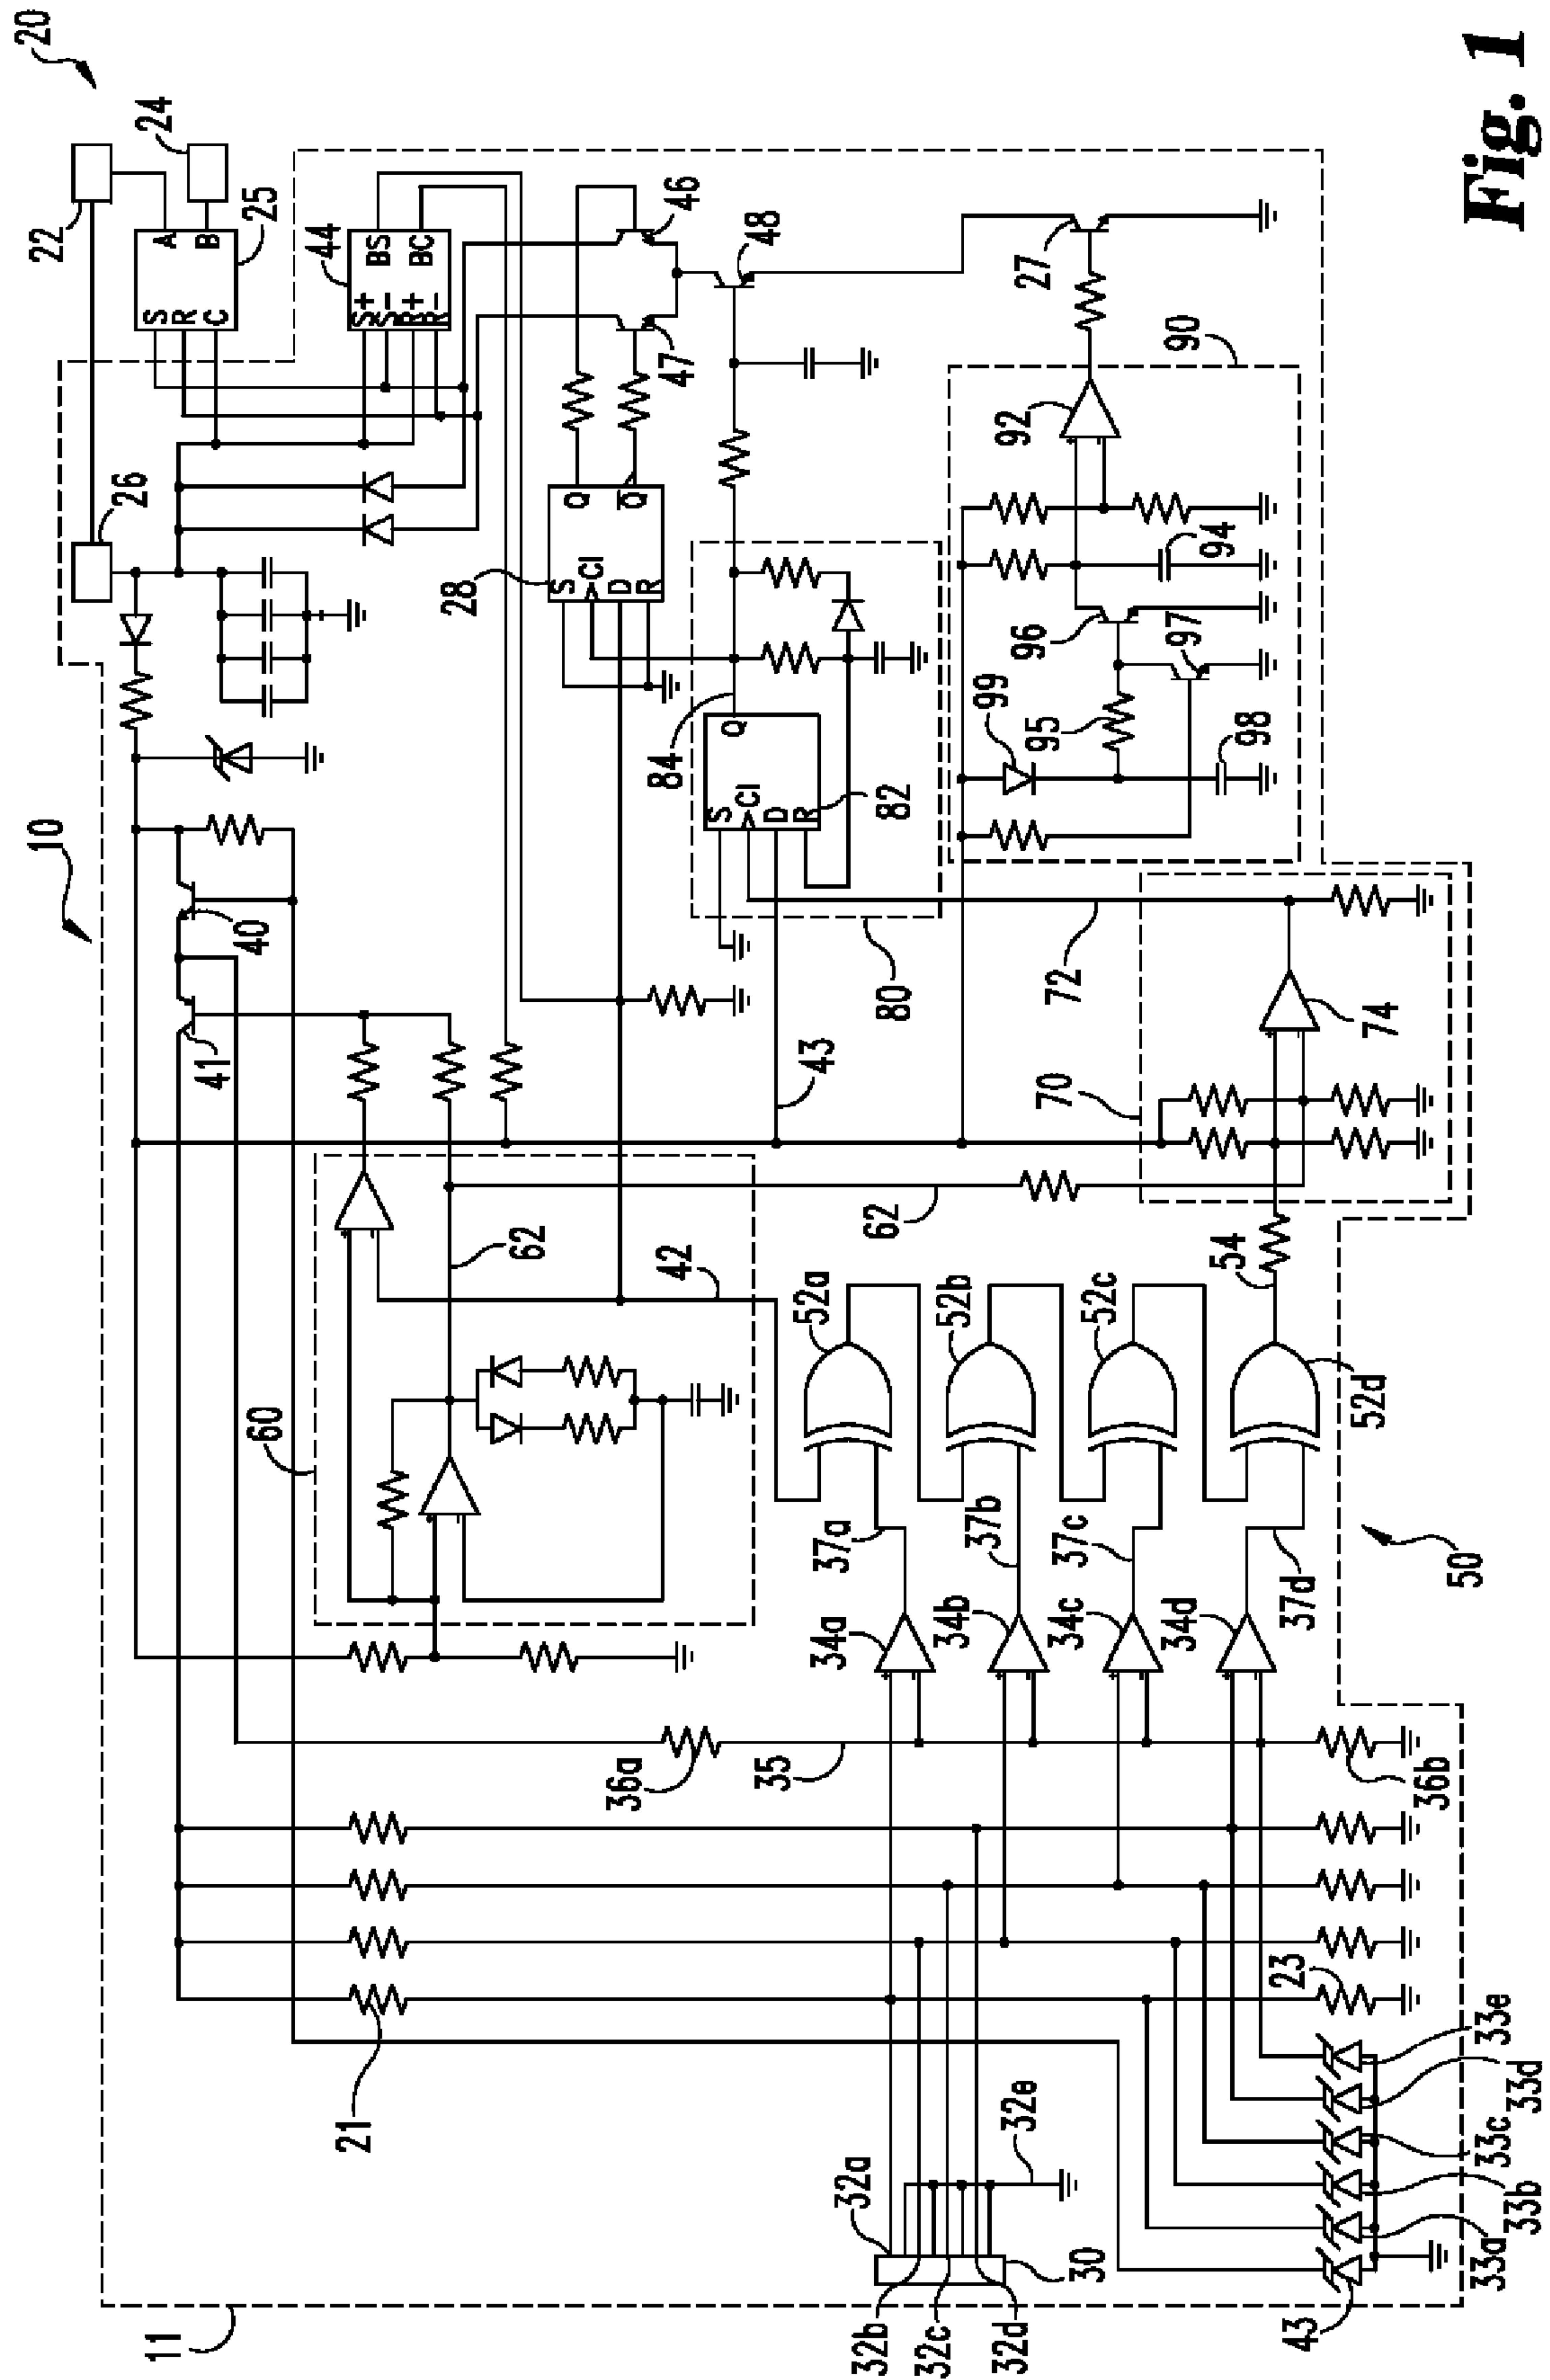 20
22
24
25
A
B
S
R
C
26
10
11
44
S+
S-
R+
R-
BS
BC
46
47
48
28
S
CI
D
R
Q
Q
40
41
27
90
92
94
96
97
95
99
98
84
82
S
CI
D
R
Q
80
72
74
70
43
62
62
42
60
54
52a
52b
52c
52d
37a
37b
37c
37d
50
34a
34b
34c
34d
36a
35
36b
21
23
32a
32b
32c
32d
32e
30
33e
33d
33c
33b
33a
43
Fig. 1